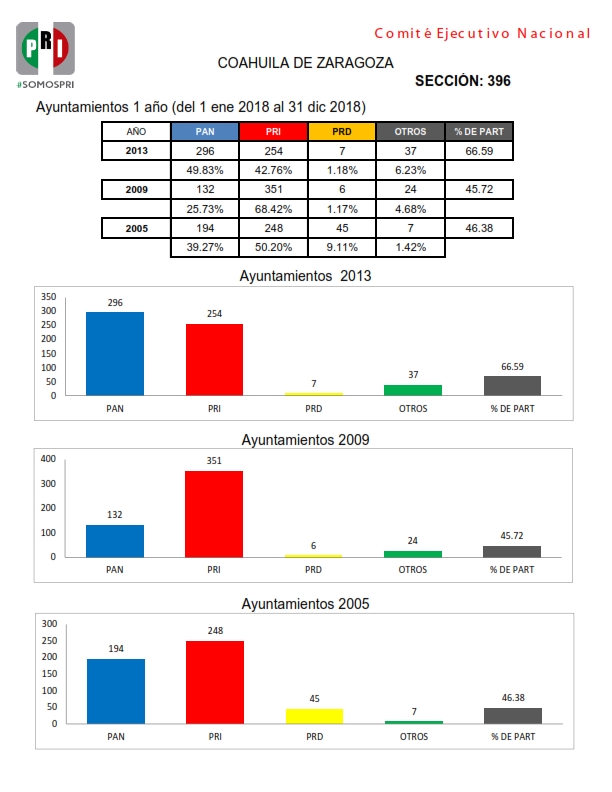 Comité Ejecutivo Nacional
PRI
#SOMOSPRI
COAHUILA DE ZARAGOZA
SECCIÓN: 396
Ayuntamientos 1 año (del 1 ene 2018 al 31 dic 2018)
AÑO PAN PRI PRD OTROS % DE PART
2013 296 254 7 37 66.59
49.83% 42.76% 1.18% 6.23%
2009 132 351 6 24 45.72
25.73% 68.42% 1.17% 4.68%
2005 194 248 45 7 46.38
39.27% 50.20% 9.11% 1.42%
Ayuntamientos 2013
350
300
250
200
150
100
50
0
296 254 7 37 66.59
PAN PRI PRD OTROS % DE PART
Ayuntamientos 2009
400
300
200
100
0
132 351 6 24 45.72
PAN PRI PRD OTROS % DE PART
Ayuntamientos 2005
300
250
200
150
100
50
0
194 248 45 7 46.38
PAN PRI PRD OTROS % DE PART